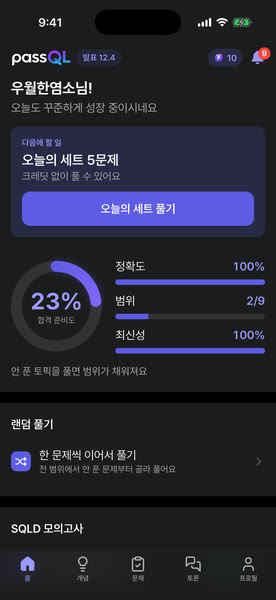 9:41
passQL 발표 12.4 10 9
우월한염소님!
오늘도 꾸준하게 성장 중이시네요
다음에 할 일
오늘의 세트 5문제
크레딧 없이 풀 수 있어요
오늘의 세트 풀기
정확도 100%
23%
합격 준비도
범위 2/9
최신성 100%
안 푼 토픽을 풀면 범위가 채워져요
랜덤 풀기
한 문제씩 이어서 풀기
전 범위에서 안 푼 문제부터 골라 풀어요
SQLD 모의고사
홈 개념 문제 토론 프로필